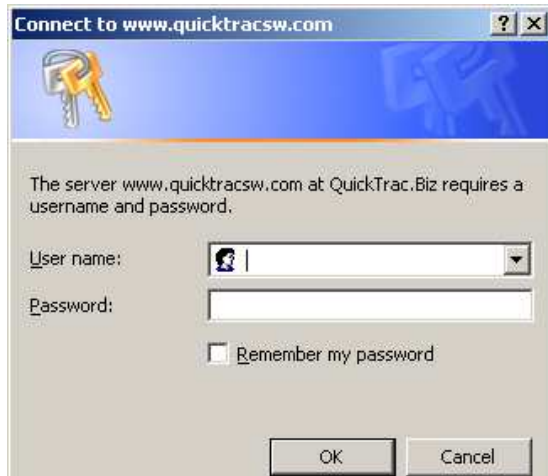 Connect to www.quicktracsw.com
The server www.quicktracsw.com at QuickTrac.Biz requires a
username and password.
User name:
Password:
Remember my password
OK Cancel